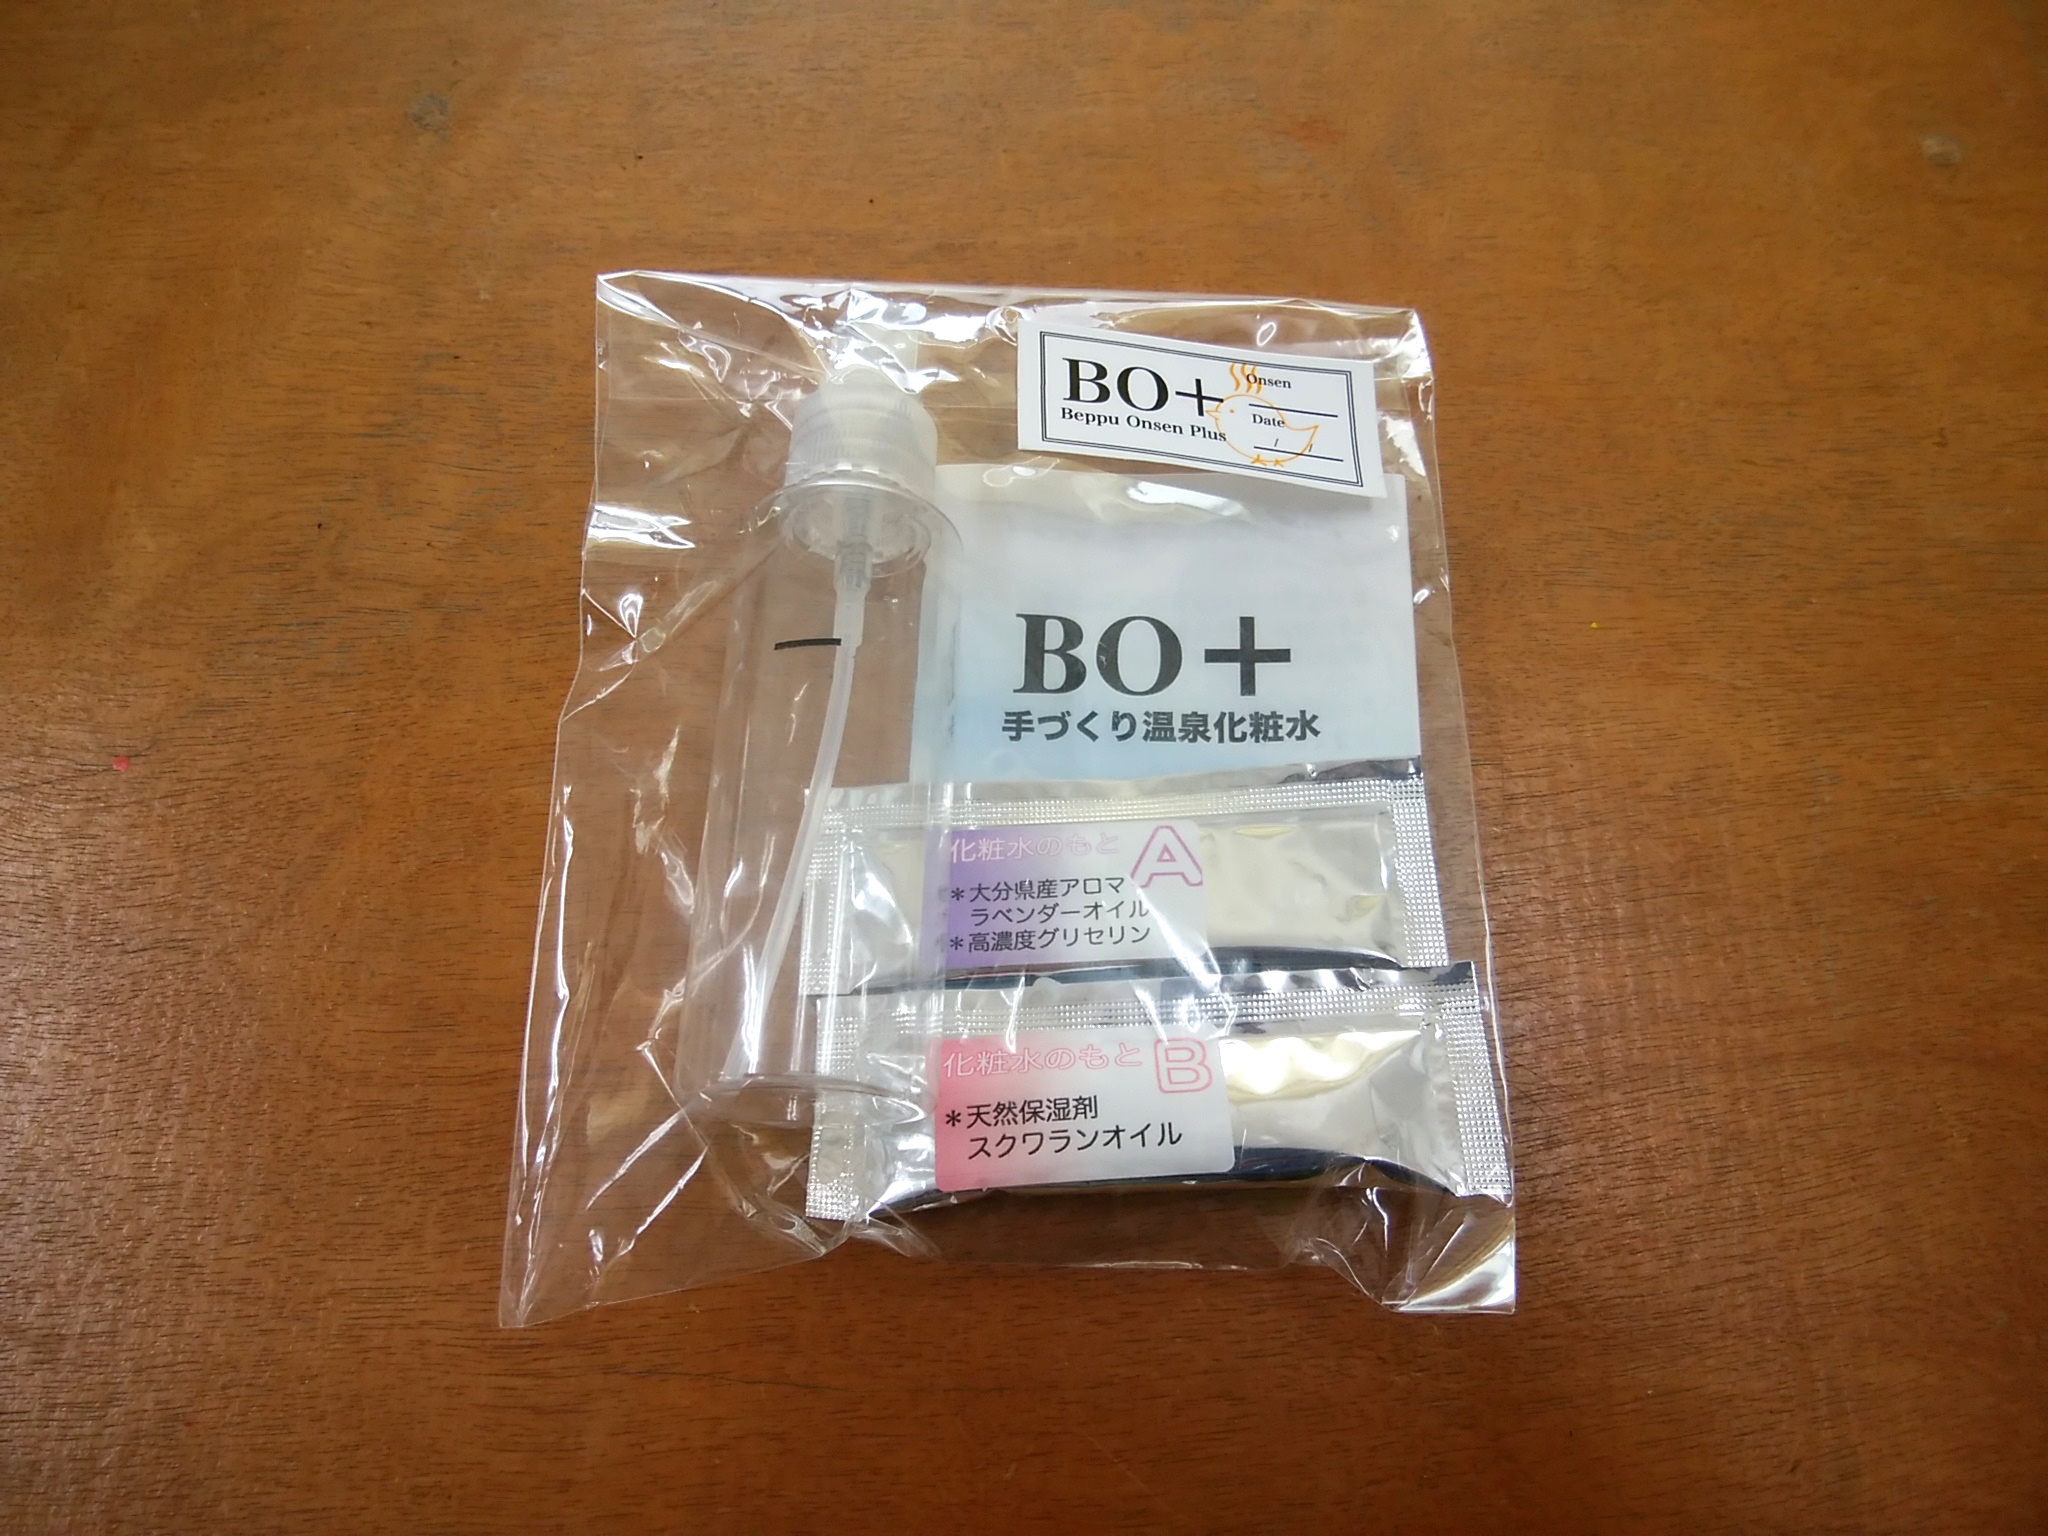 BO+
Beppu Onsen Plus
Onsen
Date
/ /
BO+
手づくり温泉化粧水
化粧水のもと A
*大分県産アロマ
ラベンダーオイル
*高濃度グリセリン
化粧水のもと B
*天然保湿剤
スクワランオイル